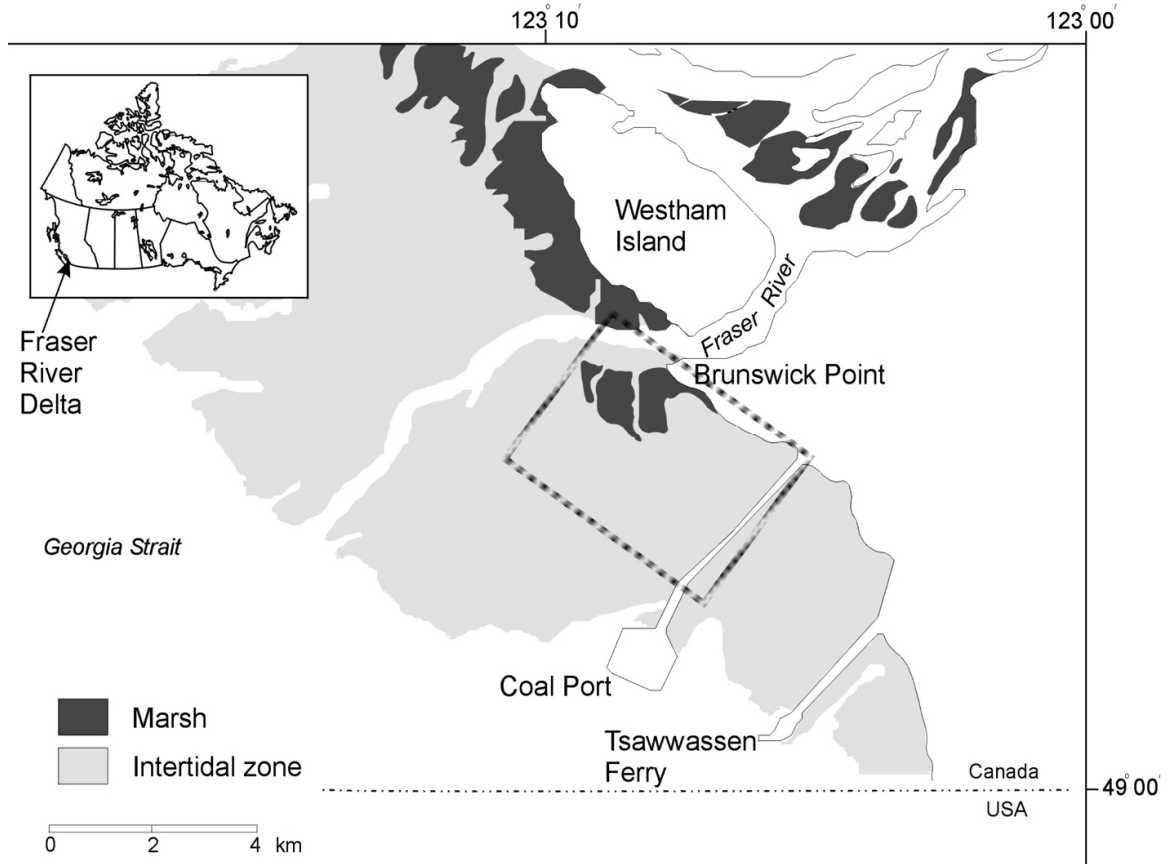 123° 10'
123° 00'
Westham
Island
Fraser River
Fraser
River
Delta
Brunswick Point
Georgia Strait
Coal Port
Marsh
Tsawwassen
Ferry
Intertidal zone
Canada
49° 00'
USA
0 2 4 km